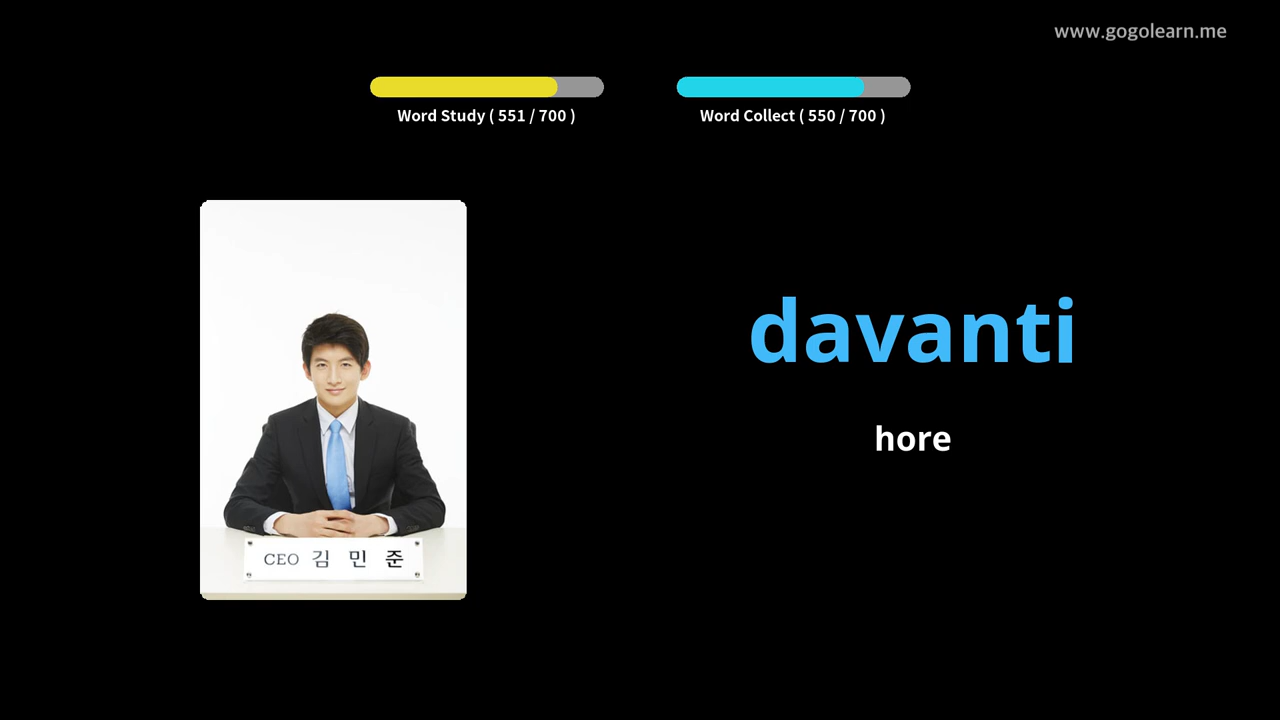 www.gogolearn.me
Word Study ( 551 / 700 )
Word Collect ( 550 / 700 )
davanti
hore
CEO 김 민 준